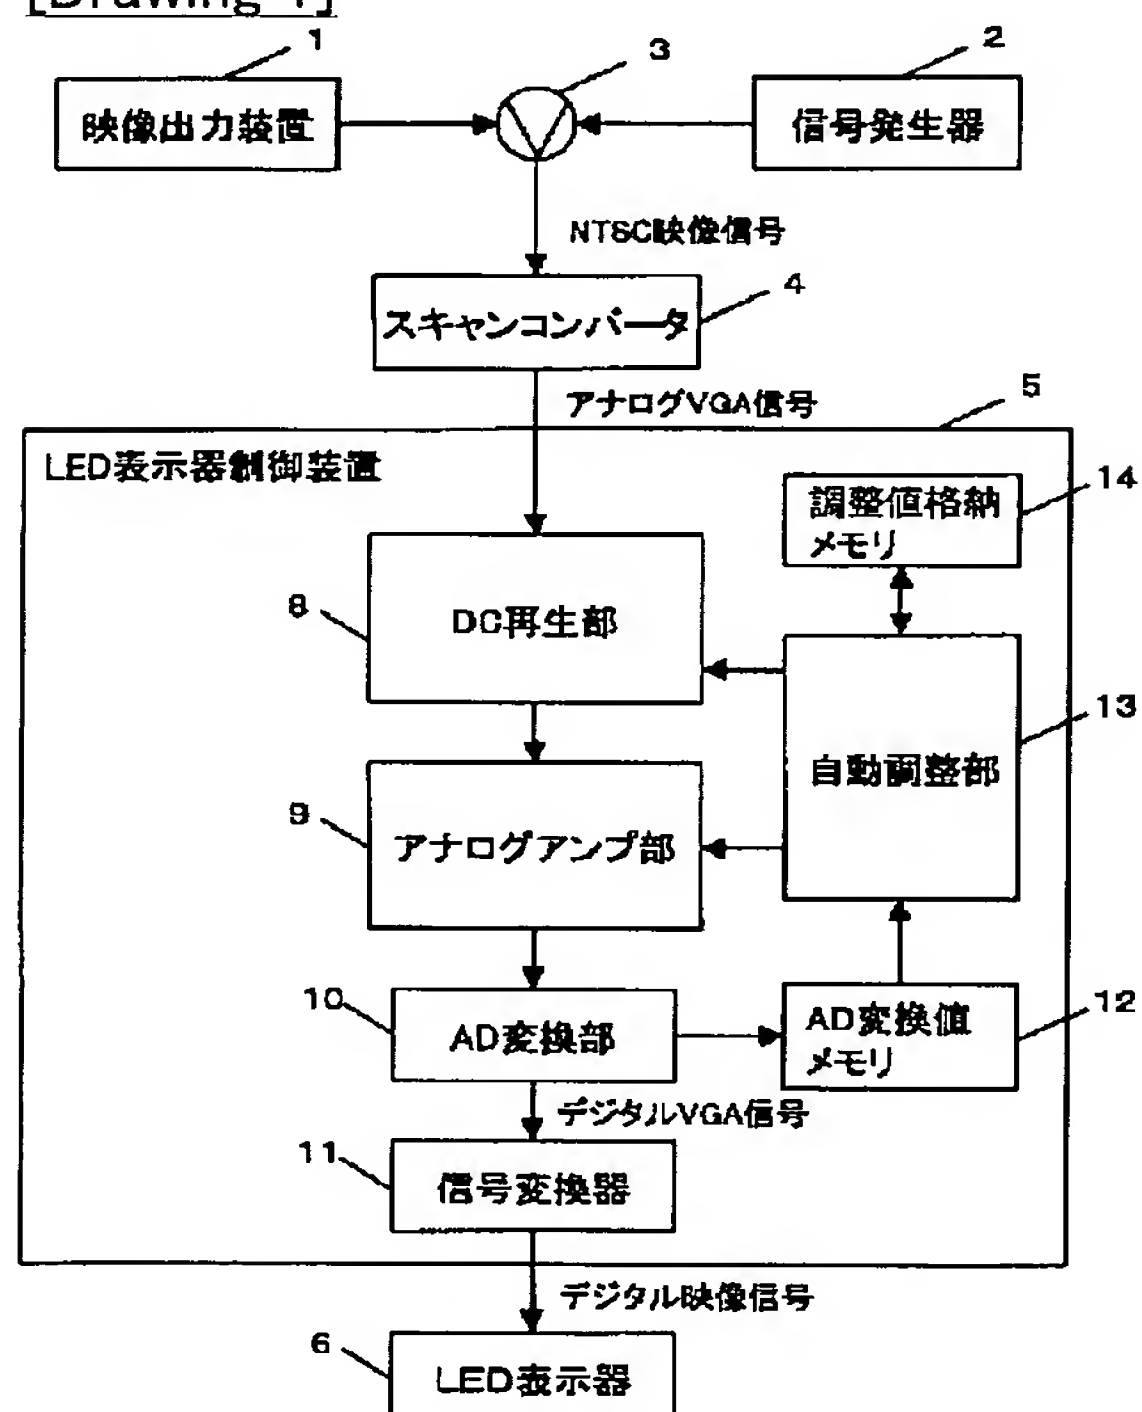 [Drawing 1]
1
3
2
映像出力装置
信号発生器
NTSC映像信号
4
スキャンコンバータ
アナログVGA信号
5
LED表示器制御装置
14
調整値格納
メモリ
8
DC再生部
13
自動調整部
9
アナログアンプ部
10
AD変換部
12
AD変換値
メモリ
デジタルVGA信号
11
信号変換器
デジタル映像信号
6
LED表示器